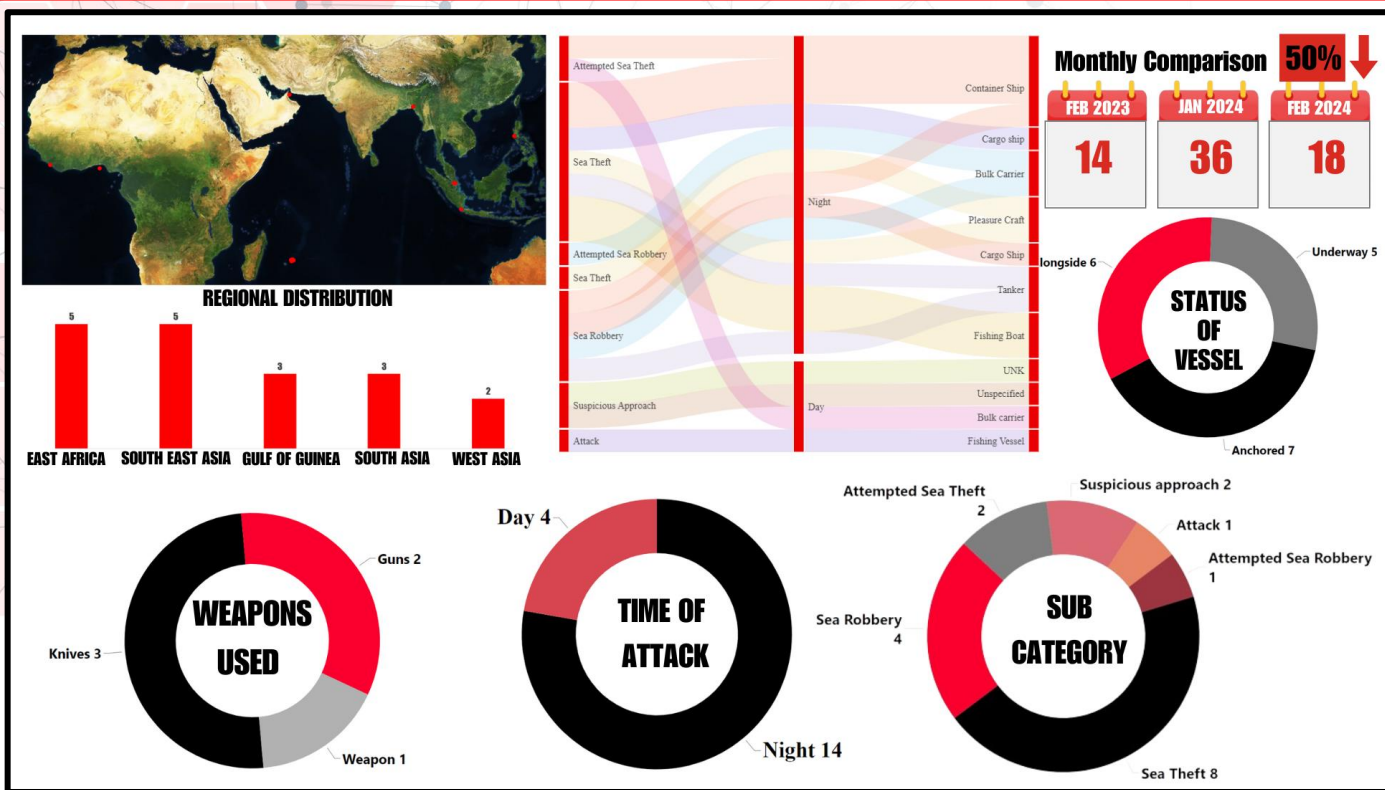 Monthly Comparison
50%
FEB 2023
JAN 2024
FEB 2024
14
36
18
Attempted Sea Theft
Sea Theft
Attempted Sea Robbery
Sea Theft
Sea Robbery
Suspicious Approach
Attack
Night
Day
Container Ship
Cargo ship
Bulk Carrier
Pleasure Craft
Cargo Ship
Tanker
Fishing Boat
UNK
Unspecified
Bulk carrier
Fishing Vessel
REGIONAL DISTRIBUTION
5
5
3
3
2
EAST AFRICA
SOUTH EAST ASIA
GULF OF GUINEA
SOUTH ASIA
WEST ASIA
longside 6
Underway 5
STATUS
OF
VESSEL
Anchored 7
Guns 2
WEAPONS
USED
Knives 3
Weapon 1
Day 4
TIME OF
ATTACK
Night 14
Attempted Sea Theft
2
Suspicious approach 2
Attack 1
Attempted Sea Robbery
1
Sea Robbery
4
SUB
CATEGORY
Sea Theft 8